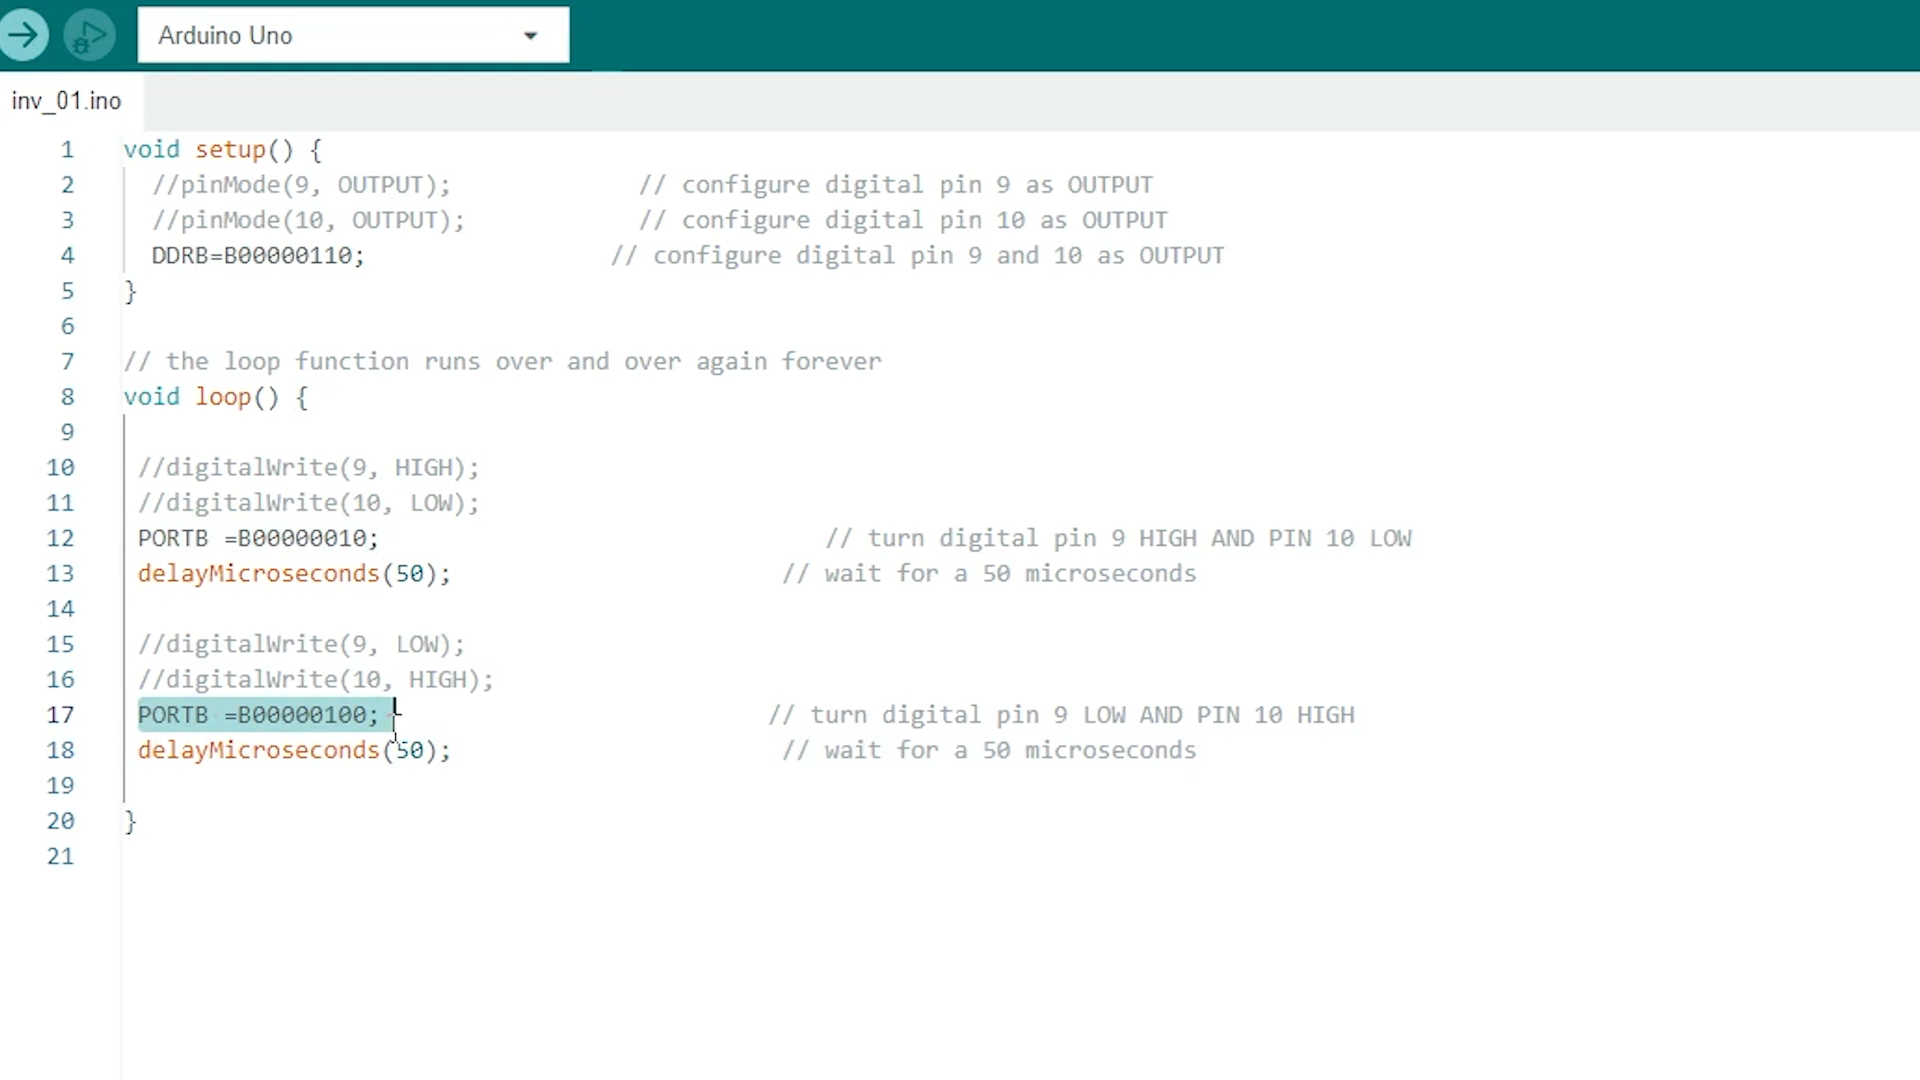 Arduino Uno
inv_01.ino
1 void setup() {
2 //pinMode(9, OUTPUT); // configure digital pin 9 as OUTPUT
3 //pinMode(10, OUTPUT); // configure digital pin 10 as OUTPUT
4 DDRB=B00000110; // configure digital pin 9 and 10 as OUTPUT
5 }
6
7 // the loop function runs over and over again forever
8 void loop() {
9
10 //digitalWrite(9, HIGH);
11 //digitalWrite(10, LOW);
12 PORTB =B00000010; // turn digital pin 9 HIGH AND PIN 10 LOW
13 delayMicroseconds(50); // wait for a 50 microseconds
14
15 //digitalWrite(9, LOW);
16 //digitalWrite(10, HIGH);
17 PORTB =B00000100; // turn digital pin 9 LOW AND PIN 10 HIGH
18 delayMicroseconds(50); // wait for a 50 microseconds
19
20 }
21